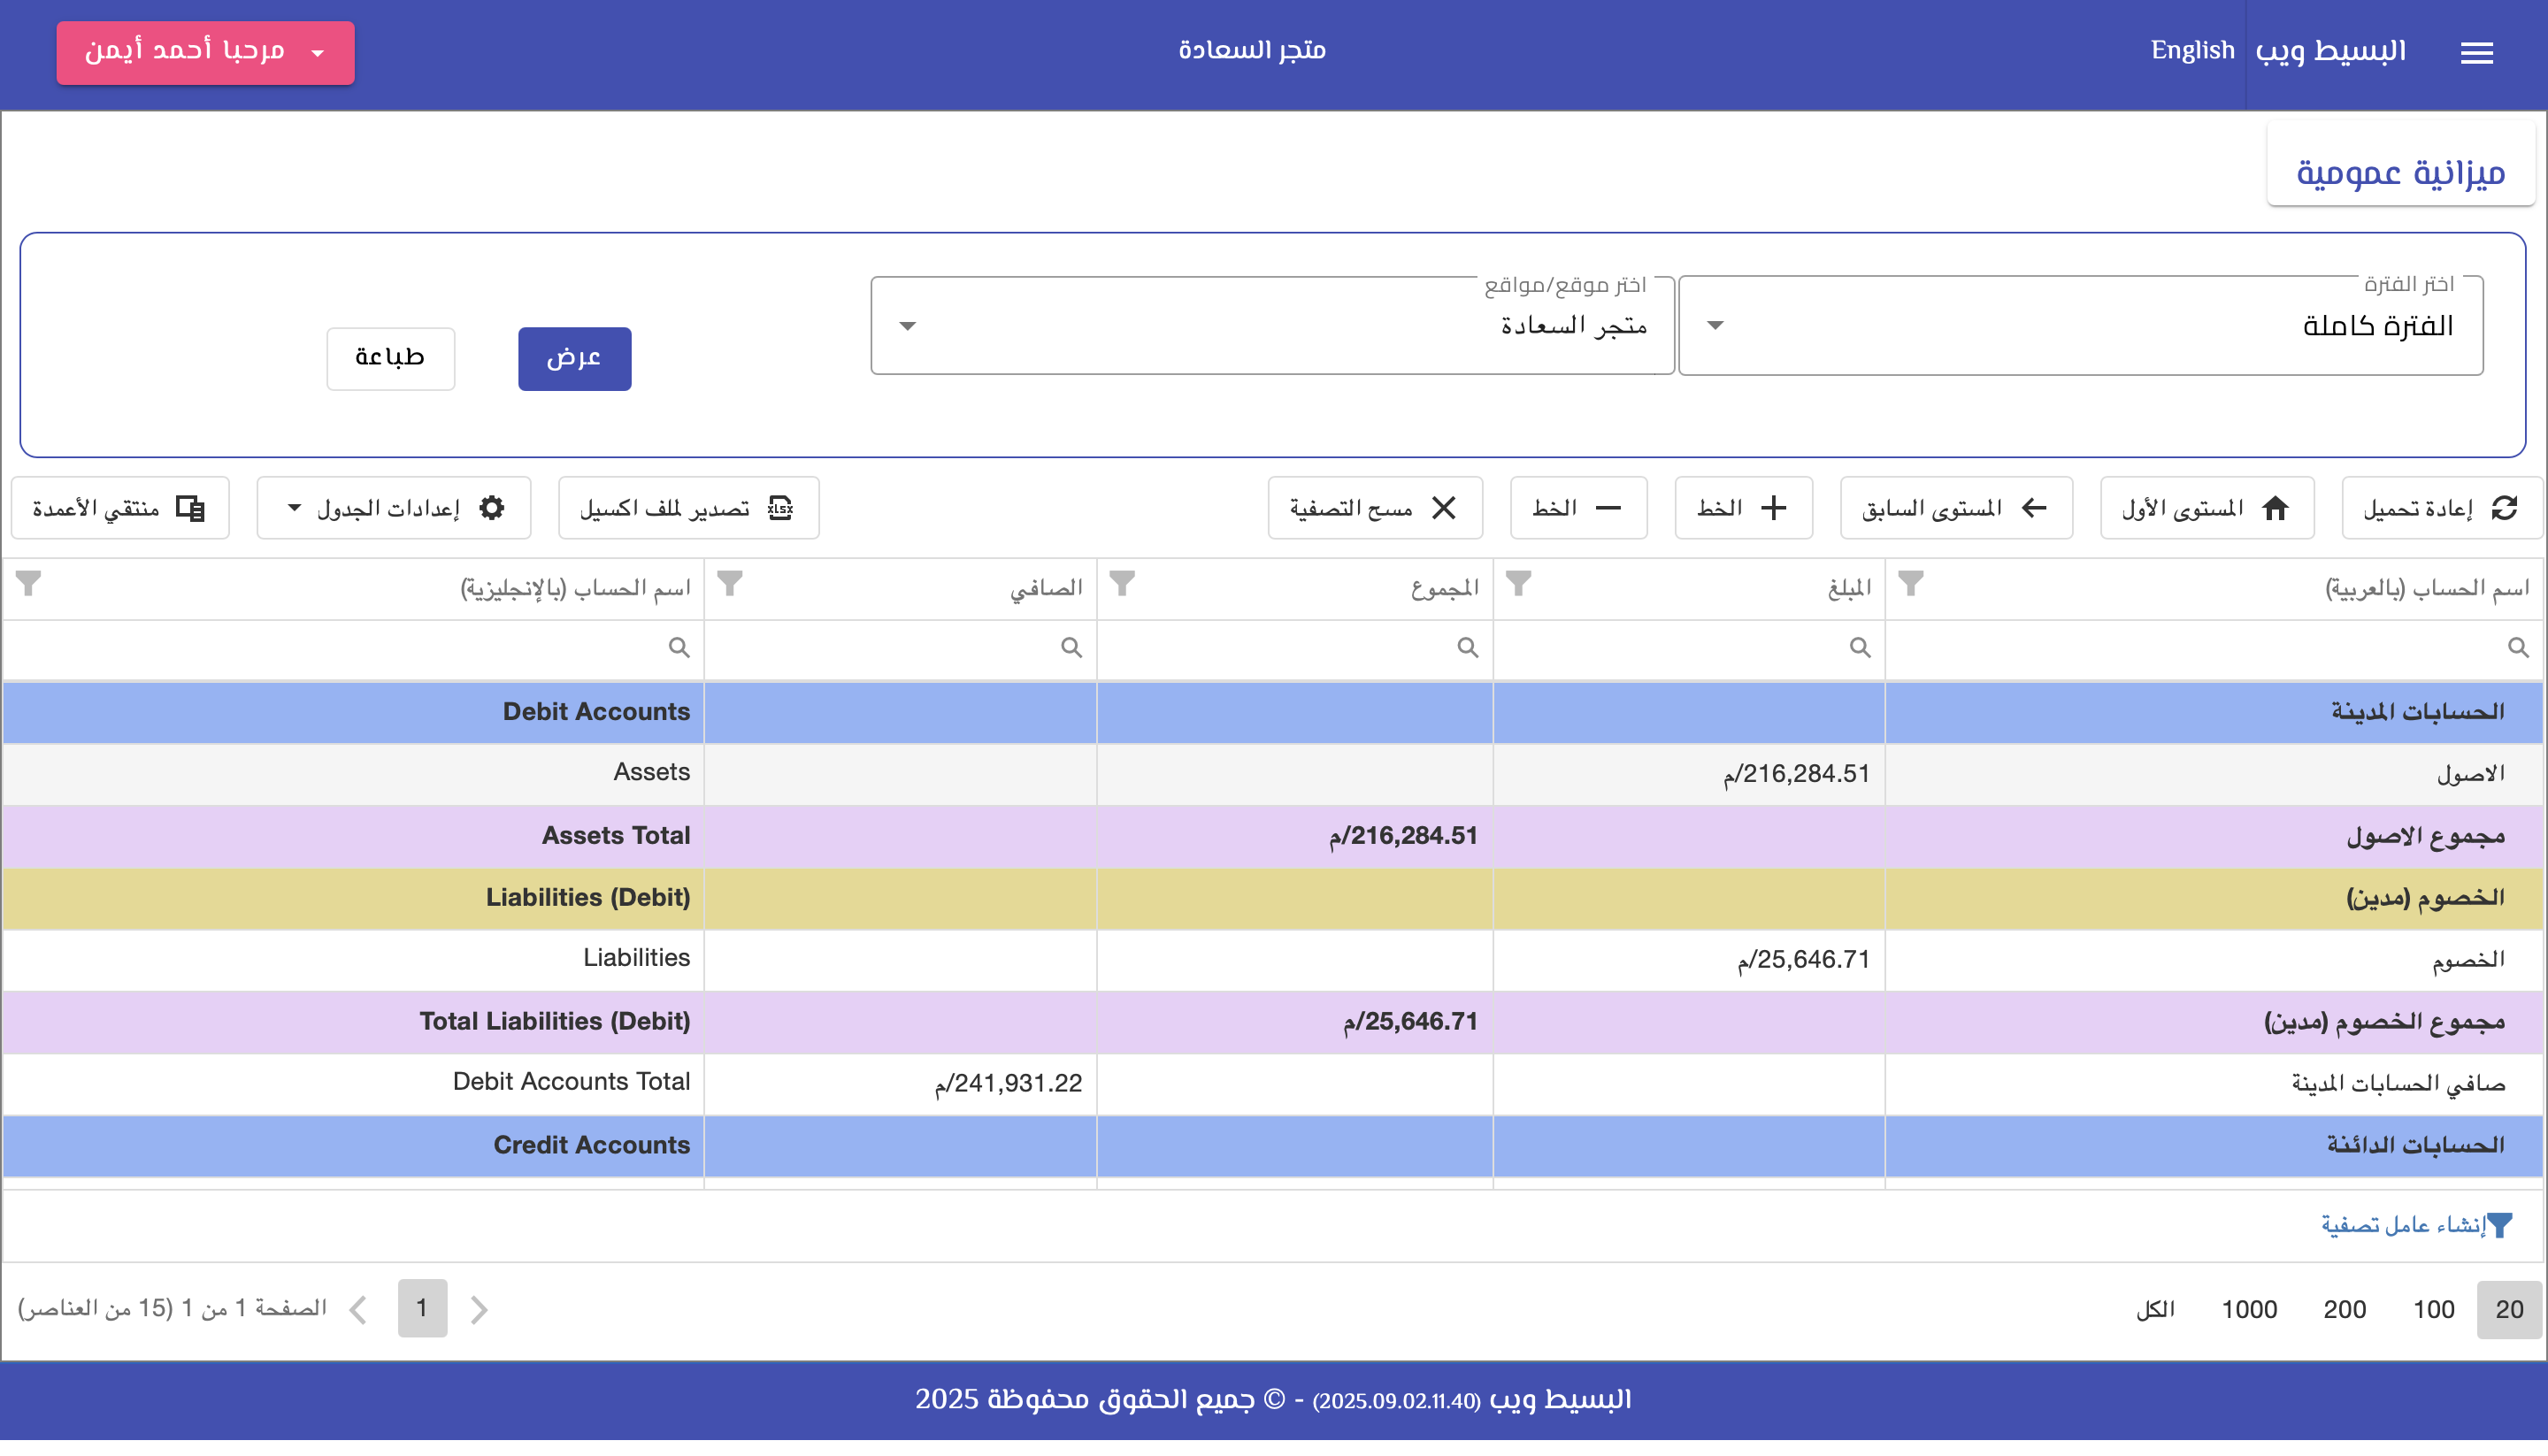 البسيط ويب English متجر السعادة مرحبا أحمد أيمن
ميزانية عمومية
اختر الفترة اختر موقع/مواقع
الفترة كاملة متجر السعادة
عرض طباعة
إعادة تحميل المستوى الأول المستوى السابق الخط الخط مسح التصفية تصدير لملف اكسيل إعدادات الجدول منتقي الأعمدة
اسم الحساب (بالعربية) المبلغ المجموع الصافي اسم الحساب (بالإنجليزية)
الحسابات المدينة Debit Accounts
الاصول 216,284.51/م Assets
مجموع الاصول 216,284.51/م Assets Total
الخصوم (مدين) Liabilities (Debit)
الخصوم 25,646.71/م Liabilities
مجموع الخصوم (مدين) 25,646.71/م Total Liabilities (Debit)
صافي الحسابات المدينة 241,931.22/م Debit Accounts Total
الحسابات الدائنة Credit Accounts
إنشاء عامل تصفية
20 100 200 1000 الكل 1 الصفحة 1 من 1 (15 من العناصر)
البسيط ويب (2025.09.02.11.40) - © جميع الحقوق محفوظة 2025